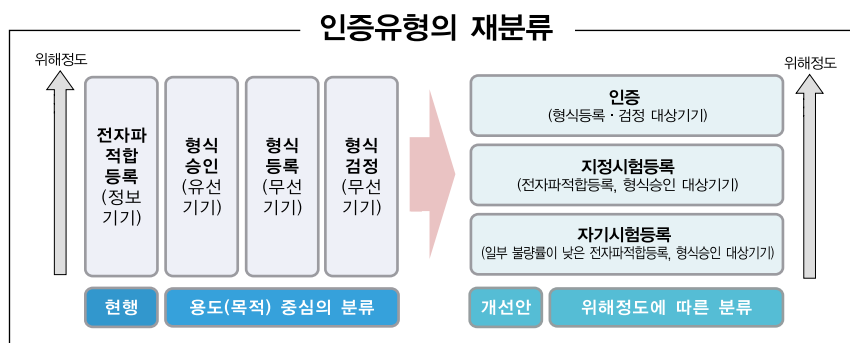 인증유형의 재분류
위해정도
전자파
적합
등록
(정보
기기)
형식
승인
(유선
기기)
형식
등록
(무선
기기)
형식
검정
(무선
기기)
현행
용도(목적) 중심의 분류
위해정도
인증
(형식등록·검정 대상기기)
지정시험등록
(전자파적합등록, 형식승인 대상기기)
자기시험등록
(일부 불량률이 낮은 전자파적합등록, 형식승인 대상기기)
개선안
위해정도에 따른 분류